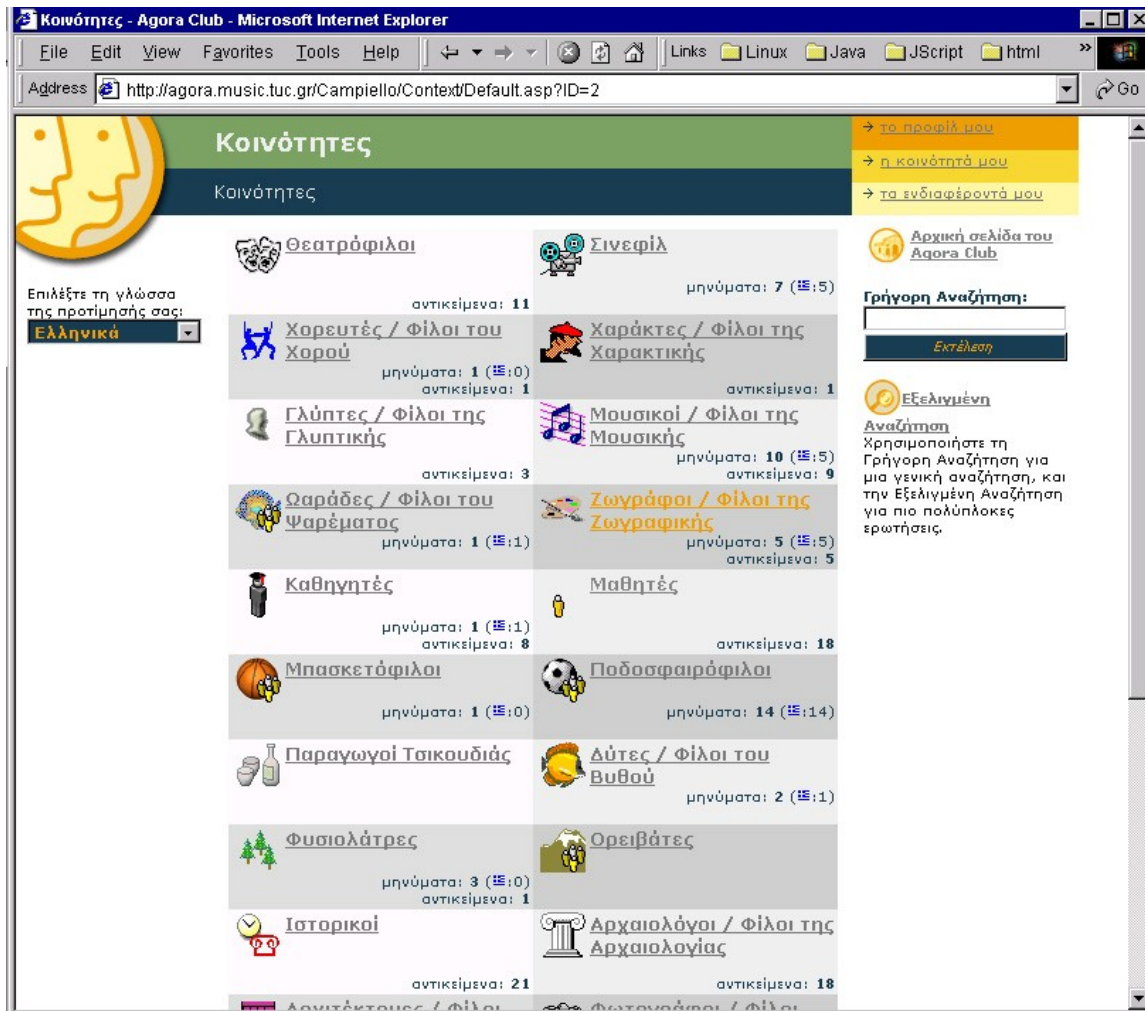 Κοινότητες - Agora Club - Microsoft Internet Explorer
File Edit View Favorites Tools Help Links Linux Java JScript html »
Address http://agora.music.tuc.gr/Campiello/Context/Default.asp?ID=2 Go
Κοινότητες
Κοινότητες
→ το προφίλ μου
→ η κοινότητά μου
→ τα ενδιαφέροντά μου
Επιλέξτε τη γλώσσα
της προτίμησής σας:
Ελληνικά
Θεατρόφιλοι
αντικείμενα: 11
Σινεφίλ
μηνύματα: 7 (:5)
Χορευτές / Φίλοι του
Χορού
μηνύματα: 1 (:0)
αντικείμενα: 1
Χαράκτες / Φίλοι της
Χαρακτικής
αντικείμενα: 1
Γλύπτες / Φίλοι της
Γλυπτικής
αντικείμενα: 3
Μουσικοί / Φίλοι της
Μουσικής
μηνύματα: 10 (:5)
αντικείμενα: 9
Ωαράδες / Φίλοι του
Ψαρέματος
μηνύματα: 1 (:1)
Ζωγράφοι / Φίλοι της
Ζωγραφικής
μηνύματα: 5 (:5)
αντικείμενα: 5
Καθηγητές
μηνύματα: 1 (:1)
αντικείμενα: 8
Μαθητές
αντικείμενα: 18
Μπασκετόφιλοι
μηνύματα: 1 (:0)
Ποδοσφαιρόφιλοι
μηνύματα: 14 (:14)
Παραγωγοί Τσικουδιάς
Δύτες / Φίλοι του
Βυθού
μηνύματα: 2 (:1)
Φυσιολάτρες
μηνύματα: 3 (:0)
αντικείμενα: 1
Ορειβάτες
Ιστορικοί
αντικείμενα: 21
Αρχαιολόγοι / Φίλοι της
Αρχαιολογίας
αντικείμενα: 18
Αρχιτέκτονες / Φίλοι
Φωτογράφοι / Φίλοι
Αρχική σελίδα του
Agora Club
Γρήγορη Αναζήτηση:
Εκτέλεση
Εξελιγμένη
Αναζήτηση
Χρησιμοποιήστε τη
Γρήγορη Αναζήτηση για
μια γενική αναζήτηση, και
την Εξελιγμένη Αναζήτηση
για πιο πολύπλοκες
ερωτήσεις.